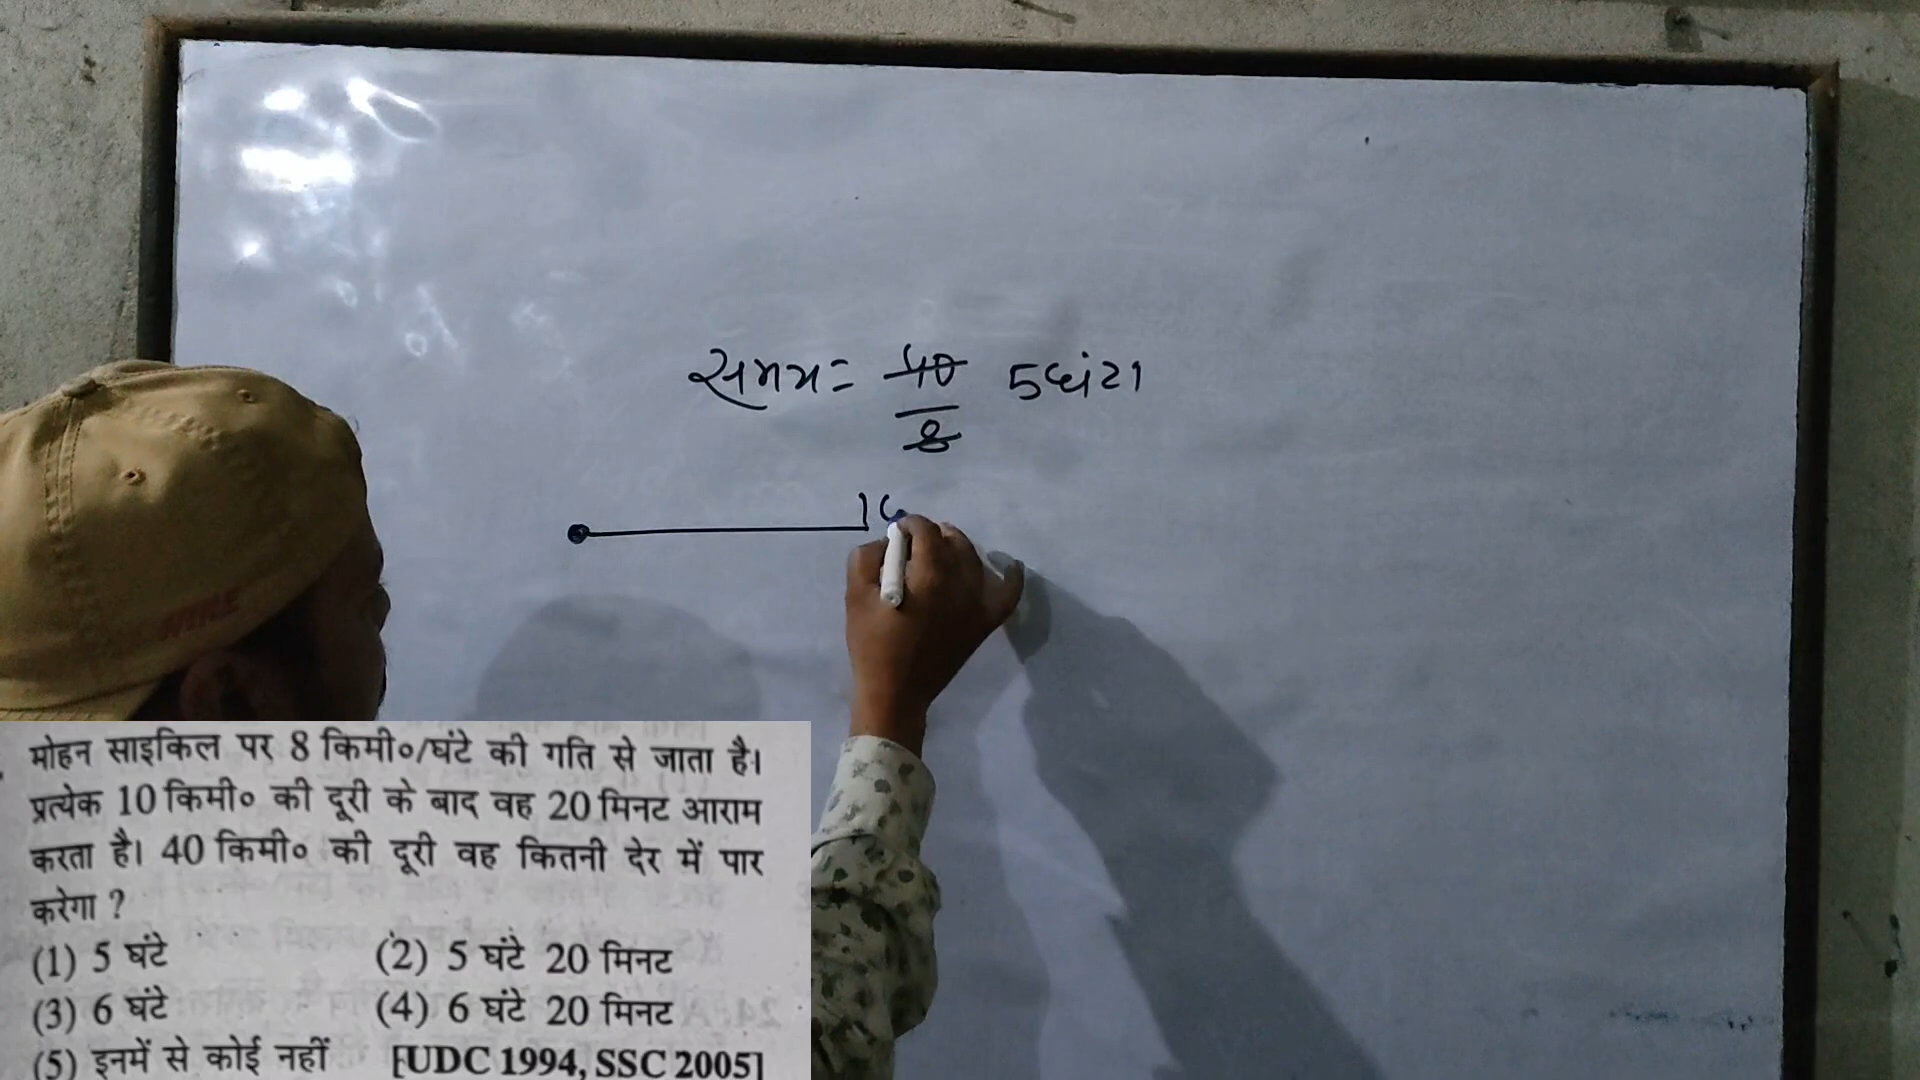 समय = 40 5 घंटा
8
10
मोहन साइकिल पर 8 किमी०/घंटे की गति से जाता है।
प्रत्येक 10 किमी० की दूरी के बाद वह 20 मिनट आराम
करता है। 40 किमी० की दूरी वह कितनी देर में पार
करेगा ?
(1) 5 घंटे (2) 5 घंटे 20 मिनट
(3) 6 घंटे (4) 6 घंटे 20 मिनट
(5) इनमें से कोई नहीं [UDC 1994, SSC 2005]